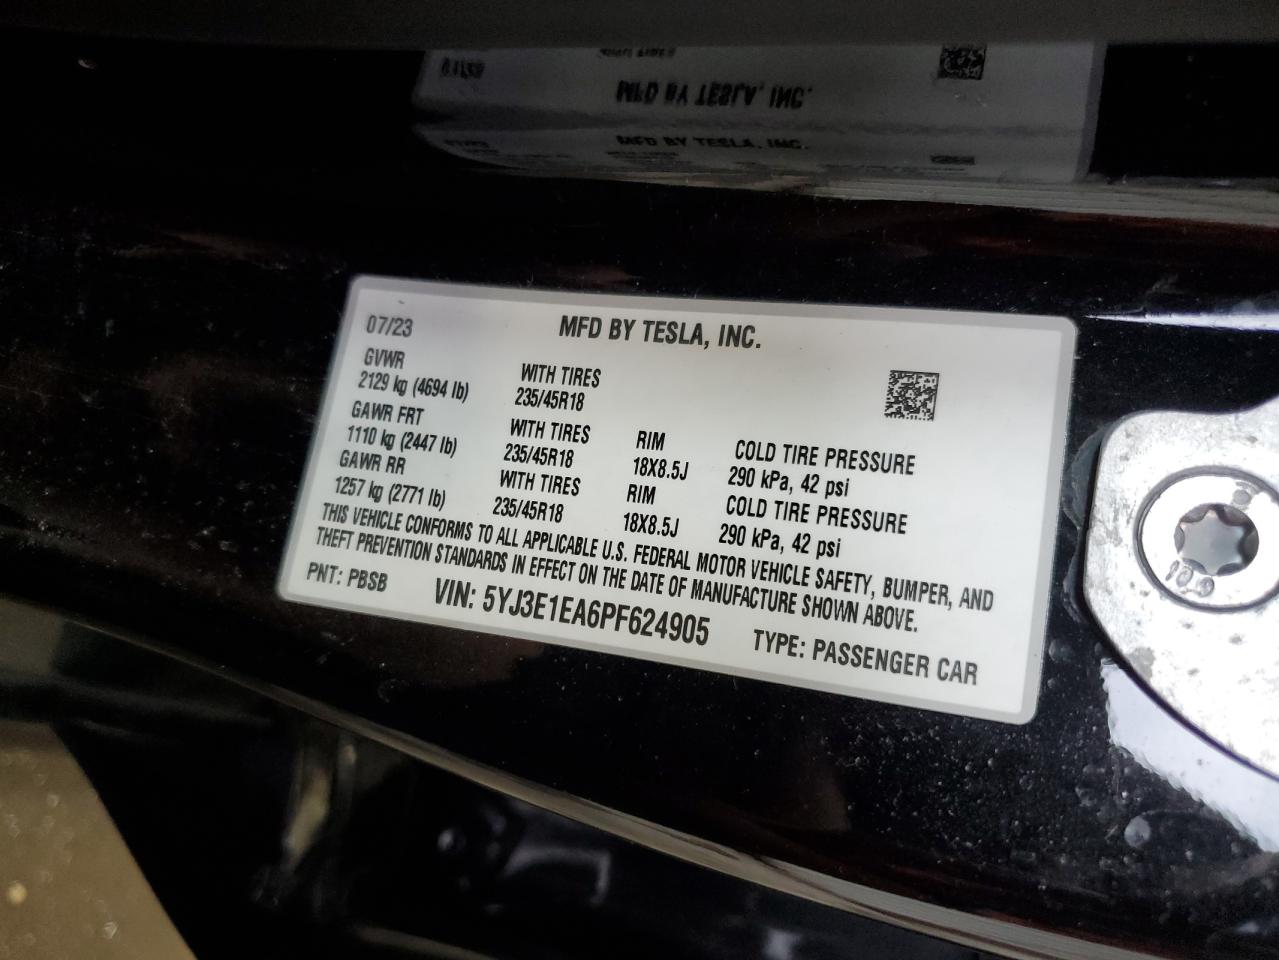 07/23 MFD BY TESLA, INC.
GVWR
2129 kg (4694 lb) WITH TIRES
235/45R18
GAWR FRT
1110 kg (2447 lb) WITH TIRES RIM COLD TIRE PRESSURE
235/45R18 18X8.5J 290 kPa, 42 psi
GAWR RR
1257 kg (2771 lb) WITH TIRES RIM COLD TIRE PRESSURE
235/45R18 18X8.5J 290 kPa, 42 psi
THIS VEHICLE CONFORMS TO ALL APPLICABLE U.S. FEDERAL MOTOR VEHICLE SAFETY, BUMPER, AND
THEFT PREVENTION STANDARDS IN EFFECT ON THE DATE OF MANUFACTURE SHOWN ABOVE.
PNT: PBSB VIN: 5YJ3E1EA6PF624905 TYPE: PASSENGER CAR
MFD BY TESLA, INC.
MFD BY TESLA, INC.
10.9